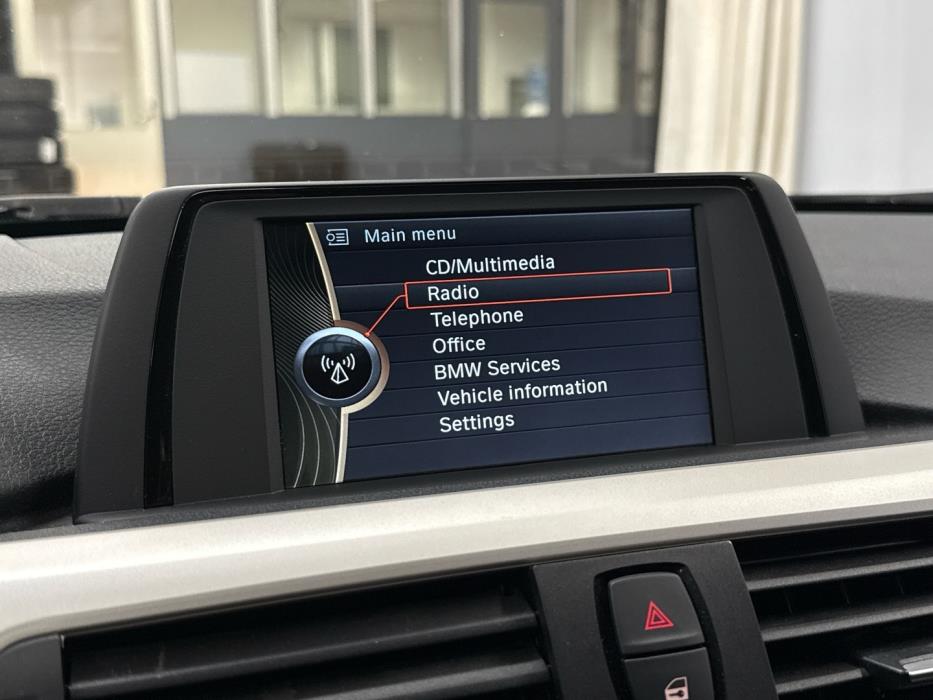 Main menu
CD/Multimedia
Radio
Telephone
Office
BMW Services
Vehicle information
Settings